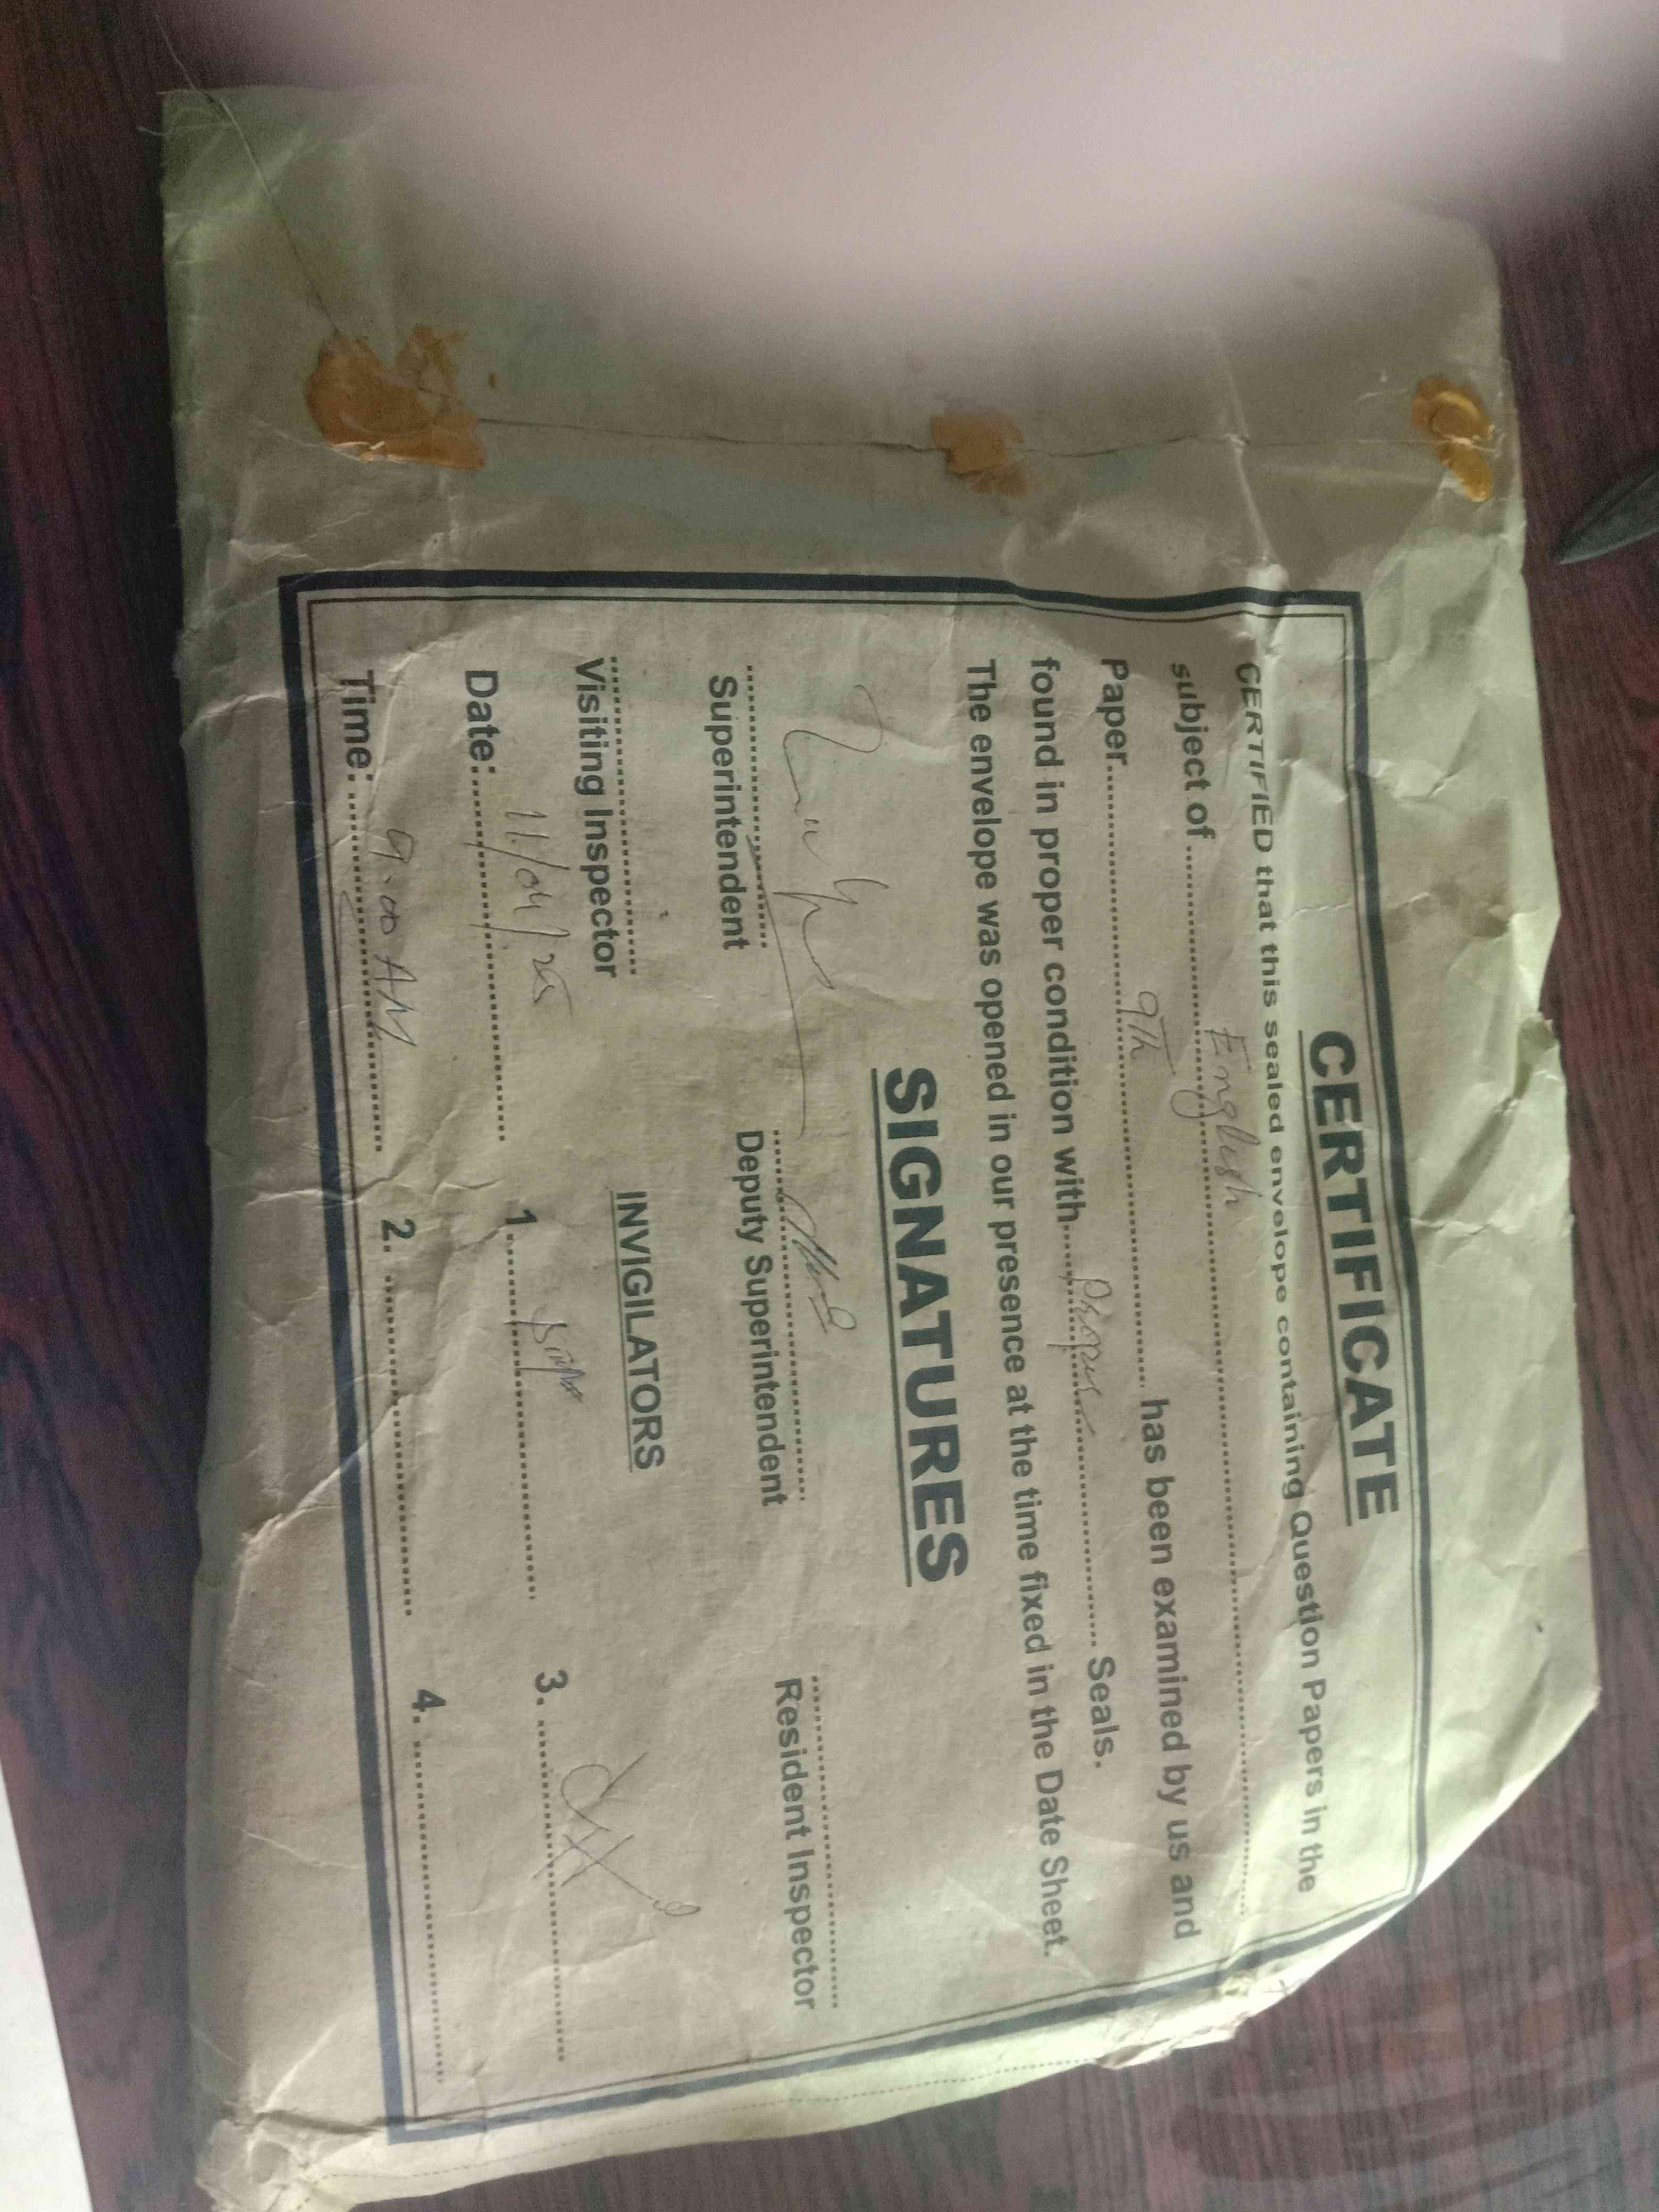 CERTIFICATE
CERTIFIED that this sealed envelope containing Question Papers in the
subject of ........ English ........
Paper ........ 9Th ........ has been examined by us and
found in proper condition with ........ Proper ........ Seals.
The envelope was opened in our presence at the time fixed in the Date Sheet.
SIGNATURES
Superintendent Deputy Superintendent Resident Inspector
Visiting Inspector
INVIGILATORS
Date: 11/04/25 1. 3.
Time: 9.00 AM 2. 4.